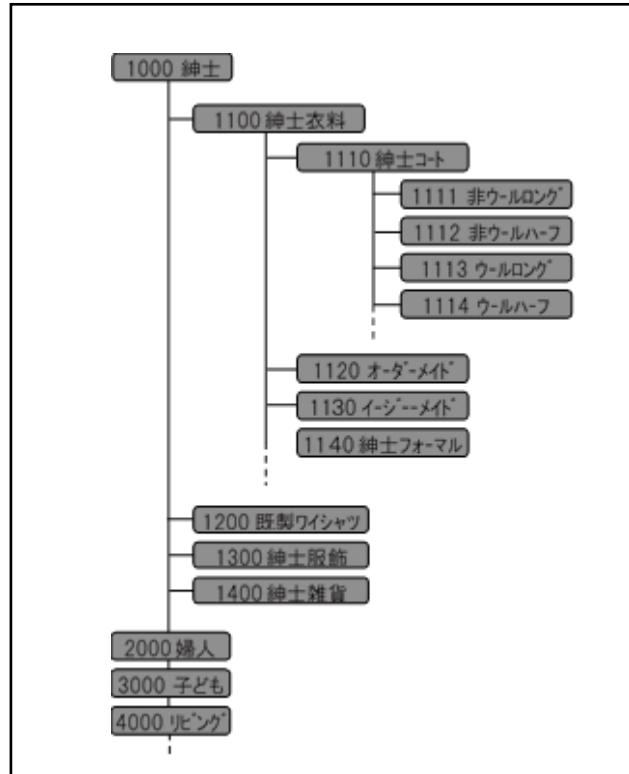 1000 紳士
1100 紳士衣料
1110 紳士ｺｰﾄ
1111 非ｳｰﾙﾛﾝｸﾞ
1112 非ｳｰﾙﾊｰﾌ
1113 ｳｰﾙﾛﾝｸﾞ
1114 ｳｰﾙﾊｰﾌ
1120 ｵｰﾀﾞｰﾒｲﾄﾞ
1130 ｲｰｼﾞｰｰﾒｲﾄﾞ
1140 紳士フォーマル
1200 既製ワイシャツ
1300 紳士服飾
1400 紳士雑貨
2000 婦人
3000 子ども
4000 ﾘﾋﾞﾝｸﾞ